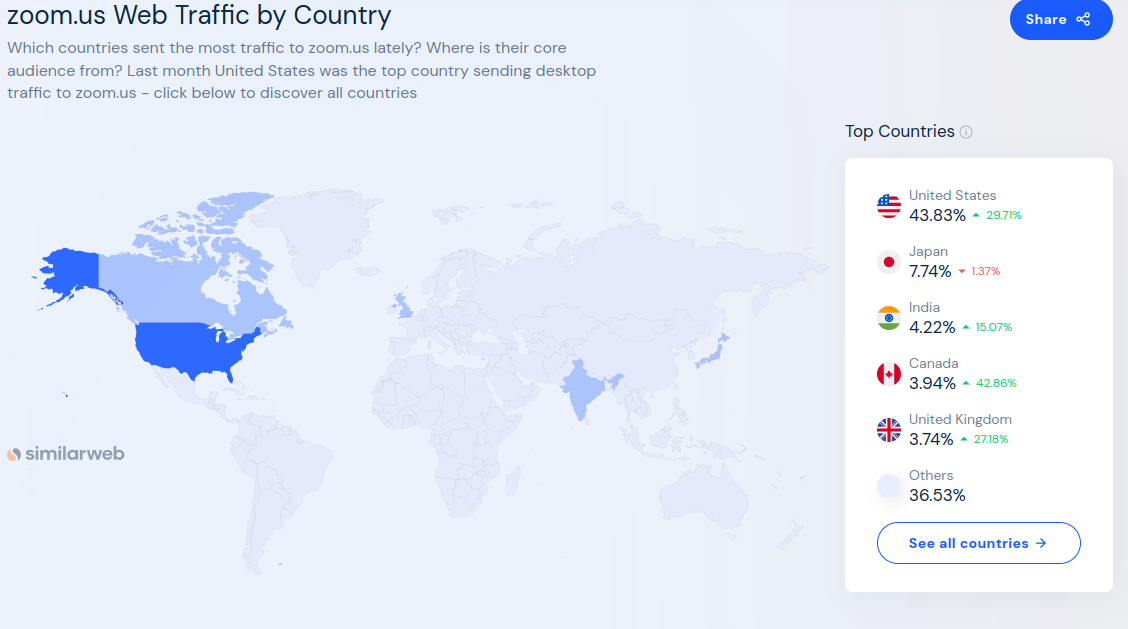 zoom.us Web Traffic by Country
Share
Which countries sent the most traffic to zoom.us lately? Where is their core
audience from? Last month United States was the top country sending desktop
traffic to zoom.us - click below to discover all countries
Top Countries
United States
43.83% 29.71%
Japan
7.74% 1.37%
India
4.22% 15.07%
Canada
3.94% 42.86%
United Kingdom
3.74% 27.18%
similarweb
Others
36.53%
See all countries →